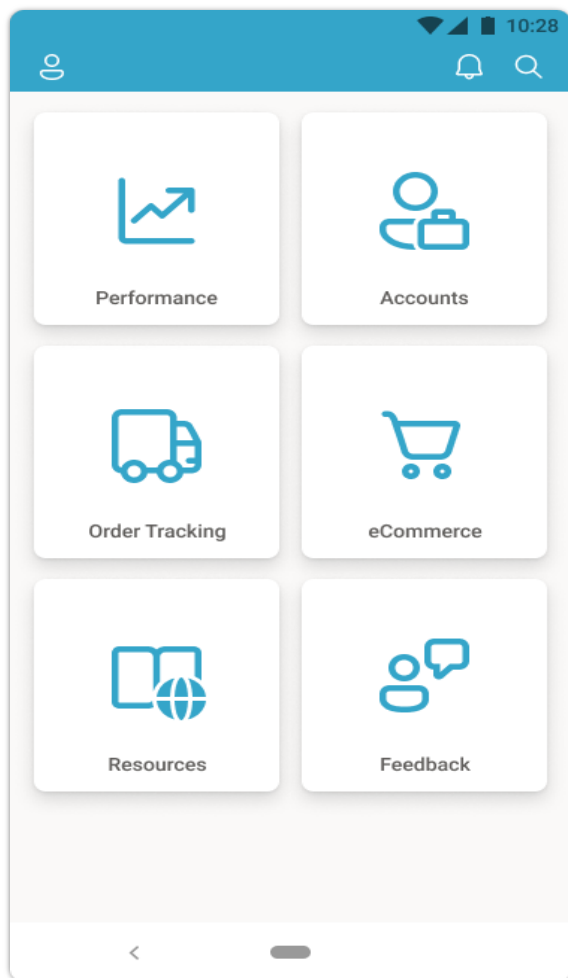 10:28
Performance
Accounts
Order Tracking
eCommerce
Resources
Feedback